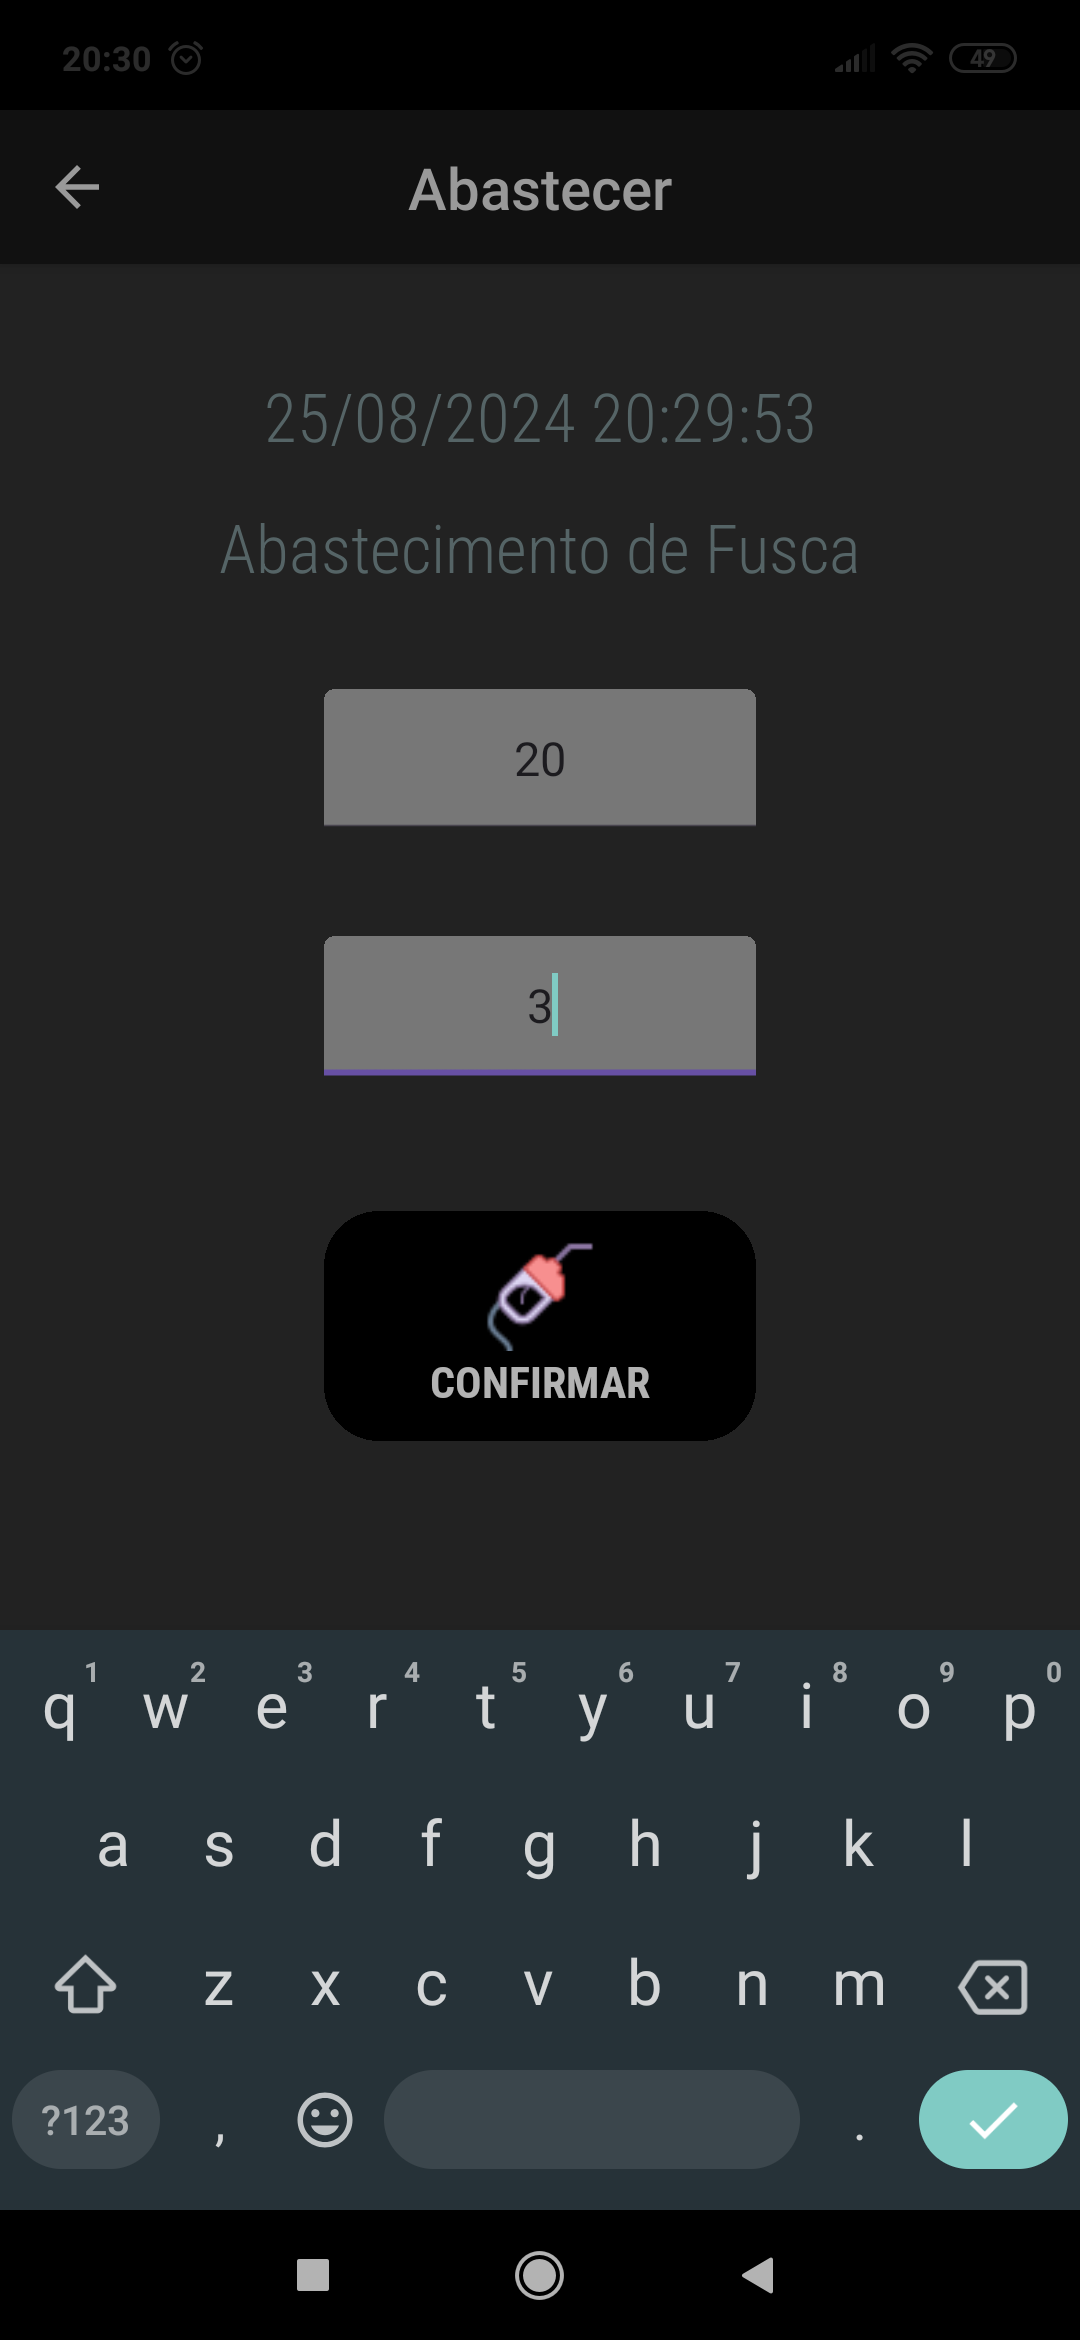 20:30 49
Abastecer
25/08/2024 20:29:53
Abastecimento de Fusca
20
3
CONFIRMAR
1 2 3 4 5 6 7 8 9 0
q w e r t y u i o p
a s d f g h j k l
z x c v b n m
?123 , .